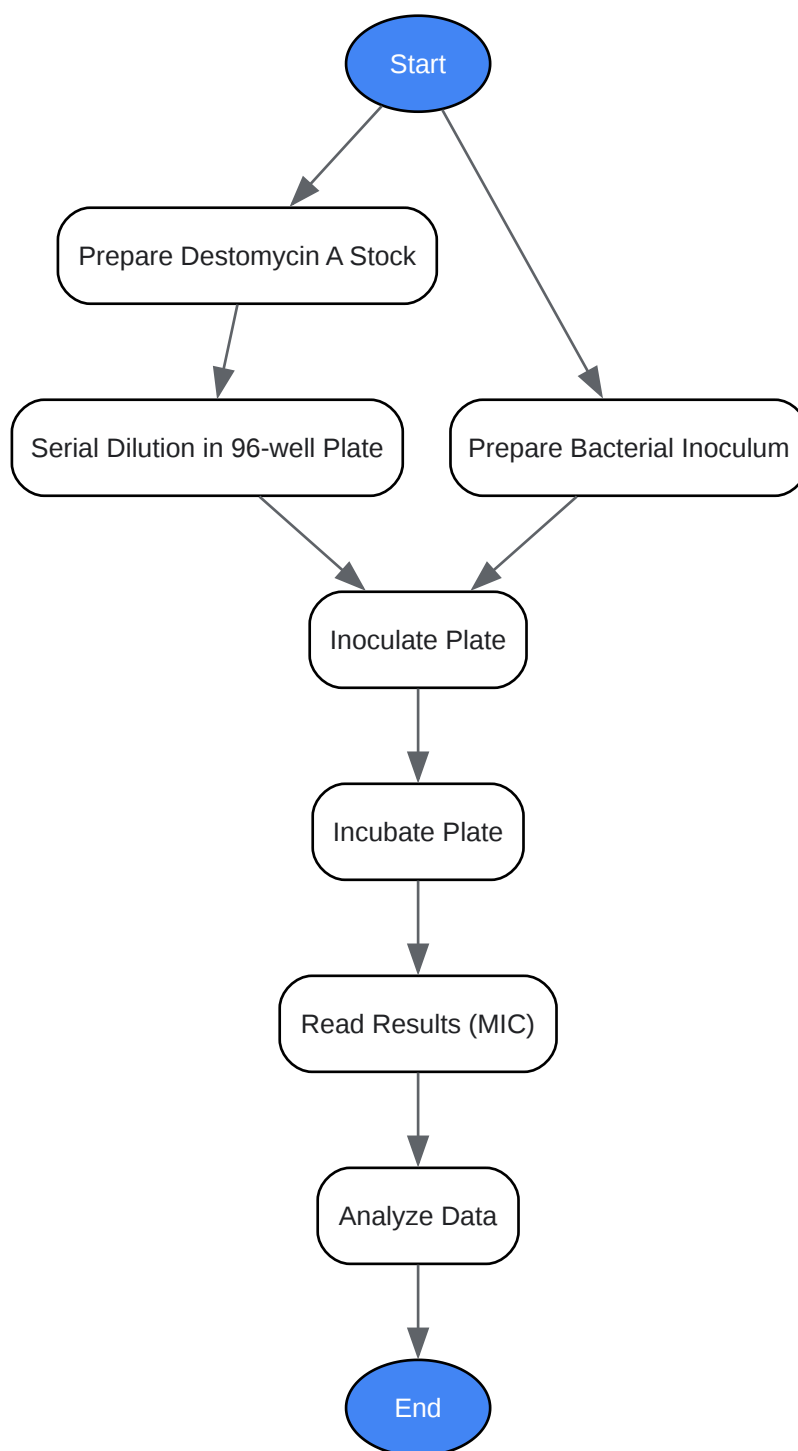 Start
Prepare Destomycin A Stock
Serial Dilution in 96-well Plate
Prepare Bacterial Inoculum
Inoculate Plate
Incubate Plate
Read Results (MIC)
Analyze Data
End